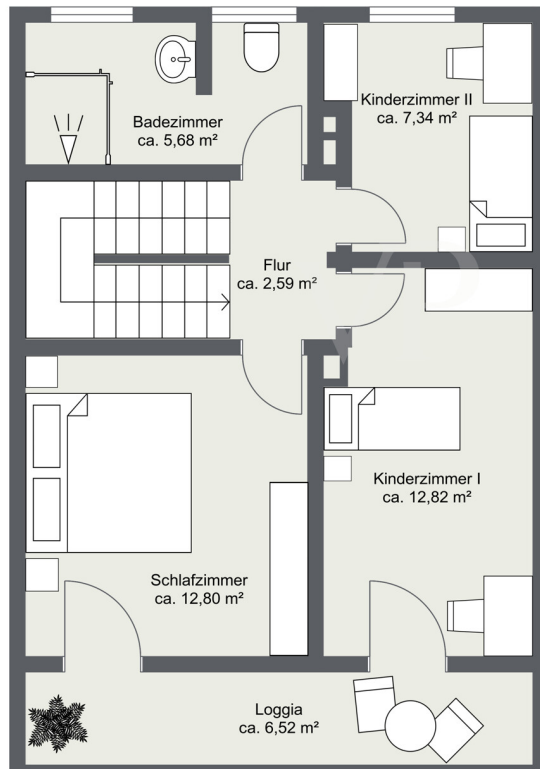 Badezimmer
ca. 5,68 m²
Kinderzimmer II
ca. 7,34 m²
Flur
ca. 2,59 m²
Kinderzimmer I
ca. 12,82 m²
Schlafzimmer
ca. 12,80 m²
Loggia
ca. 6,52 m²